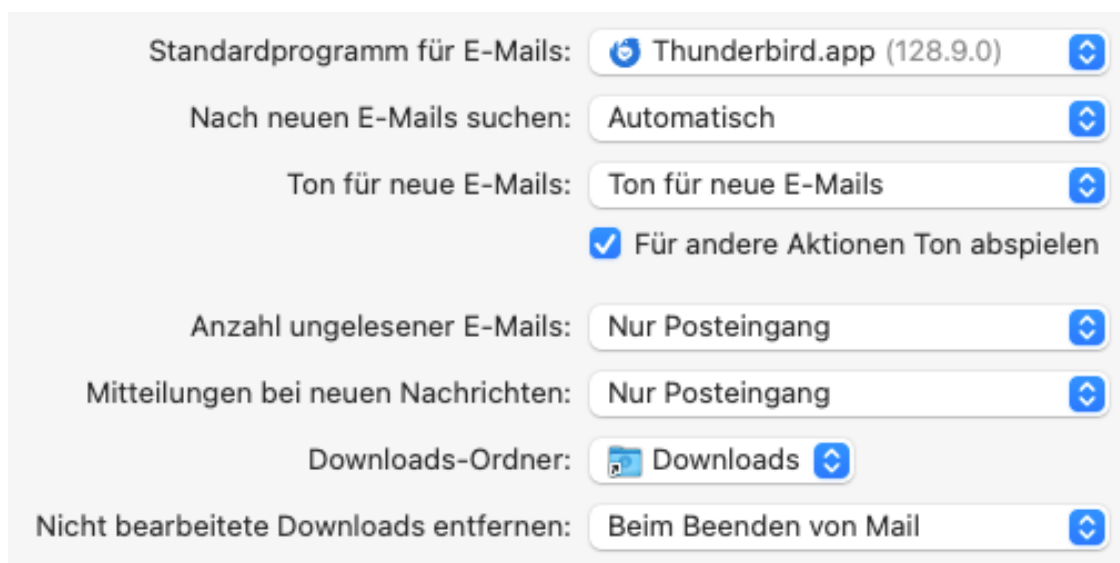 Standardprogramm für E-Mails: Thunderbird.app (128.9.0)
Nach neuen E-Mails suchen: Automatisch
Ton für neue E-Mails: Ton für neue E-Mails
Für andere Aktionen Ton abspielen
Anzahl ungelesener E-Mails: Nur Posteingang
Mitteilungen bei neuen Nachrichten: Nur Posteingang
Downloads-Ordner: Downloads
Nicht bearbeitete Downloads entfernen: Beim Beenden von Mail